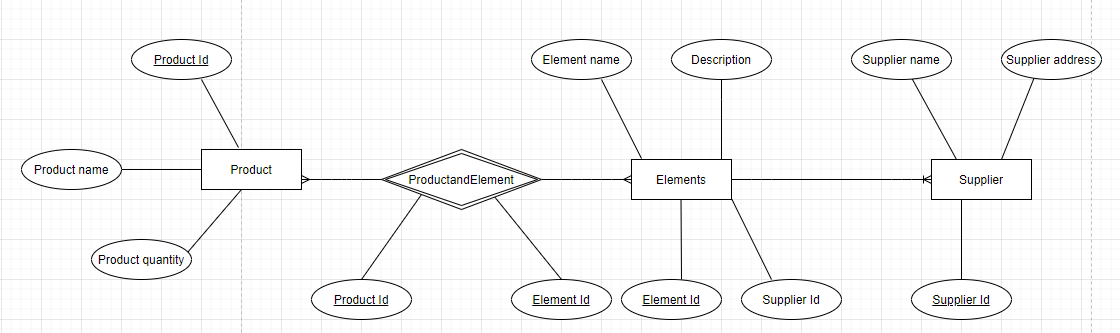 Product Id
Element name
Description
Supplier name
Supplier address
Product name
Product
ProductandElement
Elements
Supplier
Product quantity
Product Id
Element Id
Element Id
Supplier Id
Supplier Id